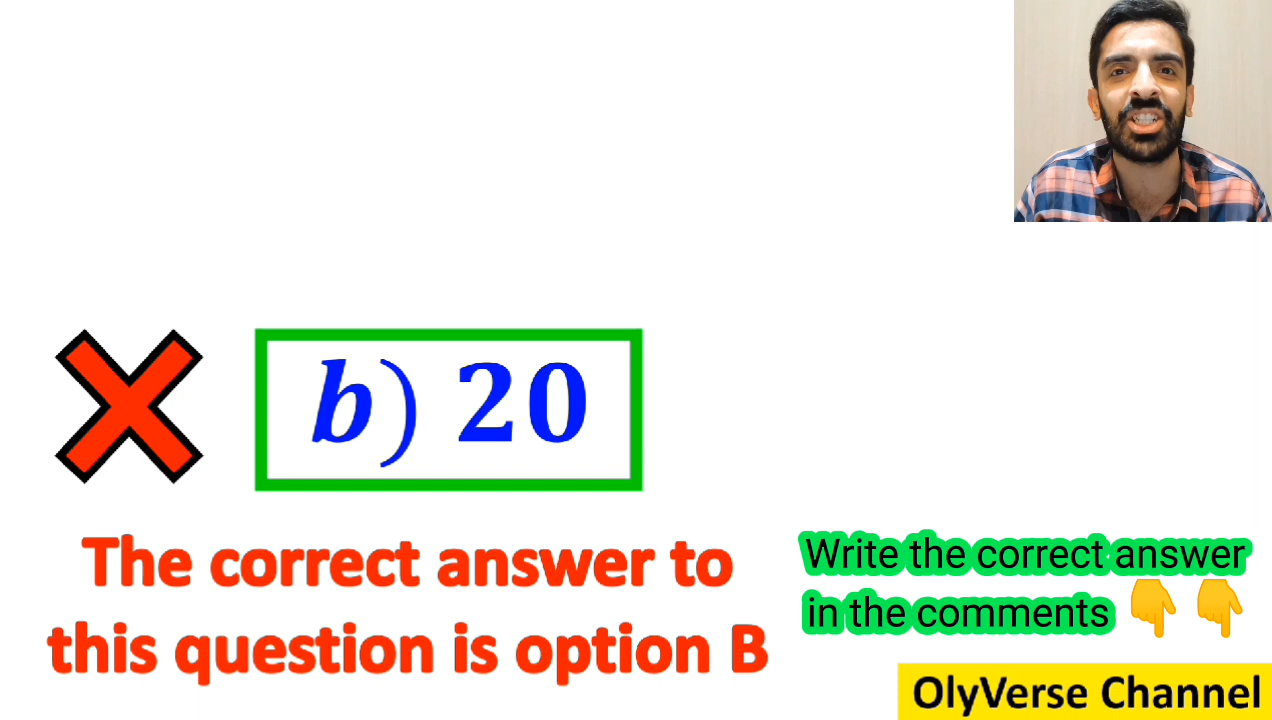 b) 20
The correct answer to
this question is option B
Write the correct answer
in the comments 👇 👇
OlyVerse Channel